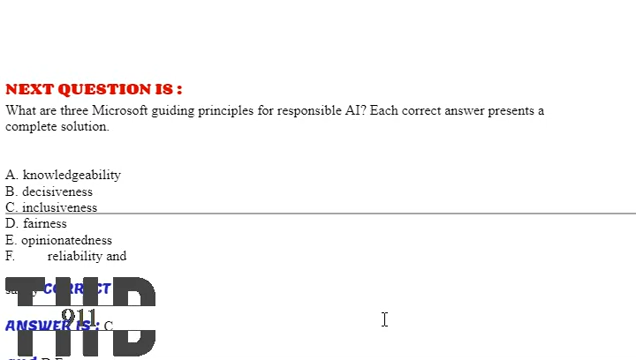 NEXT QUESTION IS :
What are three Microsoft guiding principles for responsible AI? Each correct answer presents a
complete solution.
A. knowledgeability
B. decisiveness
C. inclusiveness
D. fairness
E. opinionatedness
F. reliability and
CORRECT
THD
911
ANSWER IS : C